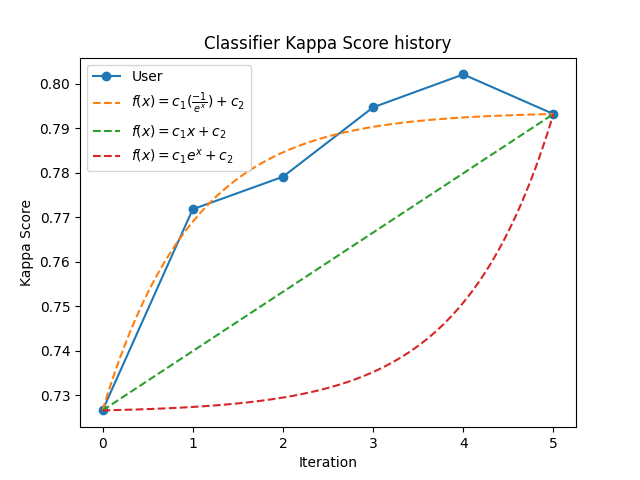 Classifier Kappa Score history
User
f(x) = c₁(−1/eˣ) + c₂
f(x) = c₁x + c₂
f(x) = c₁eˣ + c₂
Kappa Score
0.80
0.79
0.78
0.77
0.76
0.75
0.74
0.73
0 1 2 3 4 5
Iteration